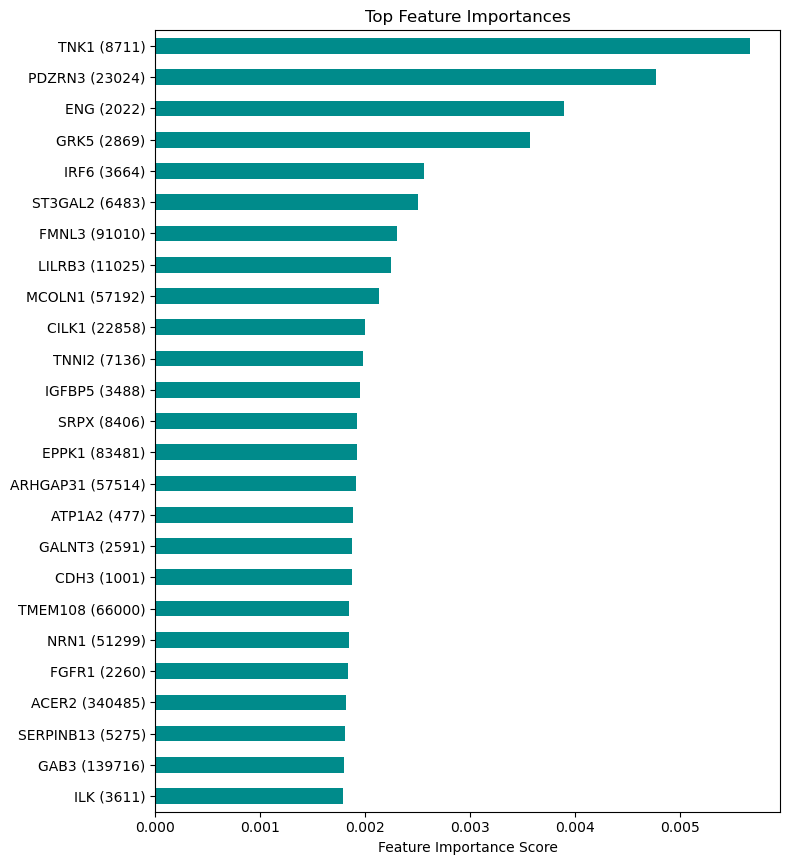 Top Feature Importances
TNK1 (8711)
PDZRN3 (23024)
ENG (2022)
GRK5 (2869)
IRF6 (3664)
ST3GAL2 (6483)
FMNL3 (91010)
LILRB3 (11025)
MCOLN1 (57192)
CILK1 (22858)
TNNI2 (7136)
IGFBP5 (3488)
SRPX (8406)
EPPK1 (83481)
ARHGAP31 (57514)
ATP1A2 (477)
GALNT3 (2591)
CDH3 (1001)
TMEM108 (66000)
NRN1 (51299)
FGFR1 (2260)
ACER2 (340485)
SERPINB13 (5275)
GAB3 (139716)
ILK (3611)
0.000 0.001 0.002 0.003 0.004 0.005
Feature Importance Score